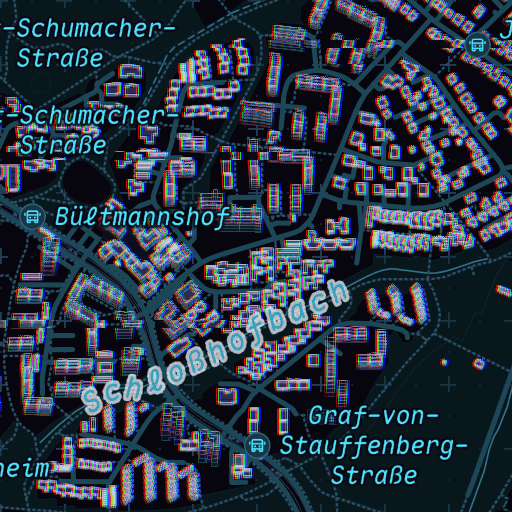 -Schumacher-
Straße
J
-Schumacher-
Straße
Bültmannshof
Schloßhofbach
Graf-von-
Stauffenberg-
Straße
heim